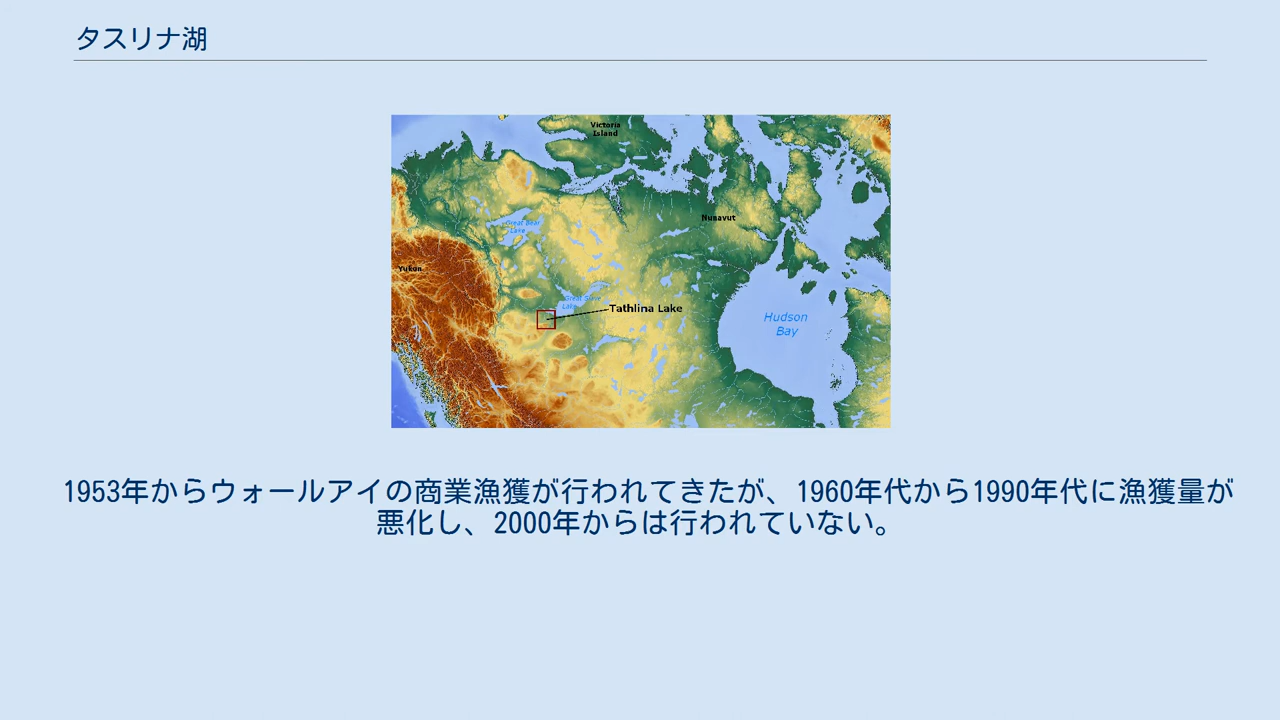 タスリナ湖
Victoria
Island
Great Bear
Lake
Nunavut
Yukon
Great Slave
Lake
Tathlina Lake
Hudson
Bay
1953年からウォールアイの商業漁獲が行われてきたが、1960年代から1990年代に漁獲量が
悪化し、2000年からは行われていない。